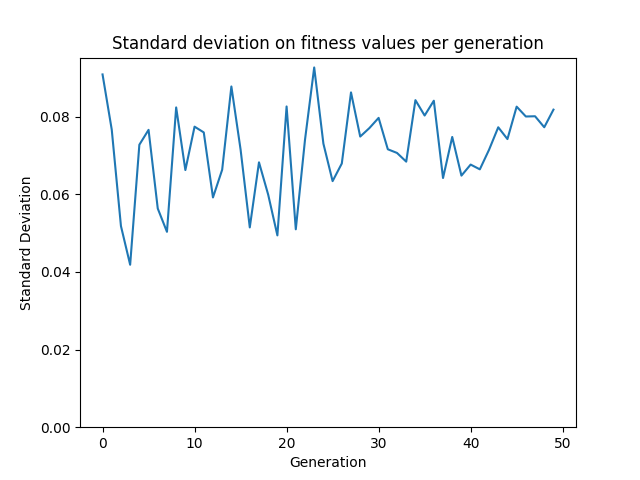 Standard deviation on fitness values per generation
Standard Deviation
0.08
0.06
0.04
0.02
0.00
0 10 20 30 40 50
Generation